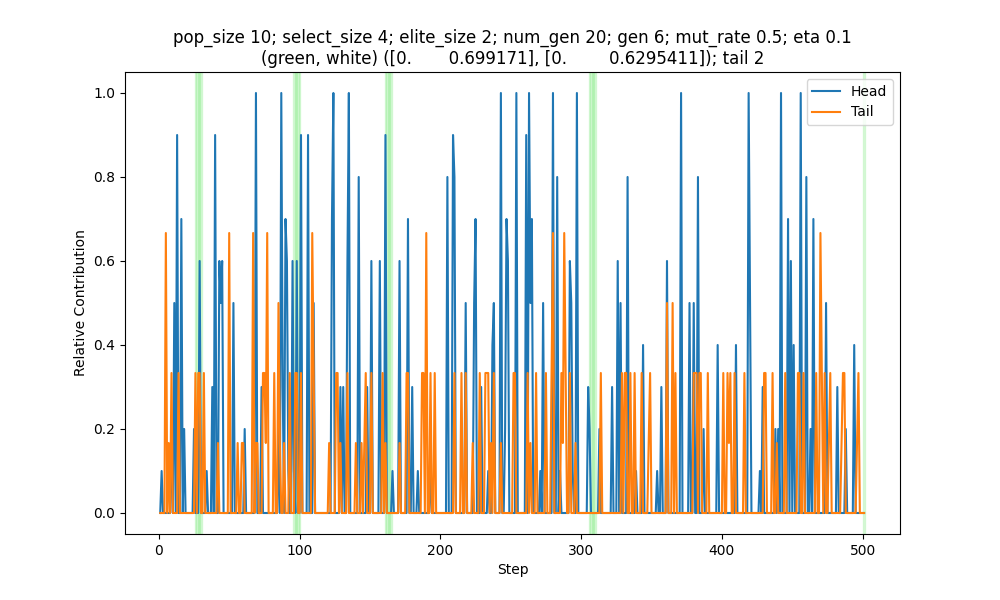 pop_size 10; select_size 4; elite_size 2; num_gen 20; gen 6; mut_rate 0.5; eta 0.1
(green, white) ([0.        0.699171], [0.         0.6295411]); tail 2
Head
Tail
1.0
0.8
0.6
0.4
0.2
0.0
Relative Contribution
0
100
200
300
400
500
Step